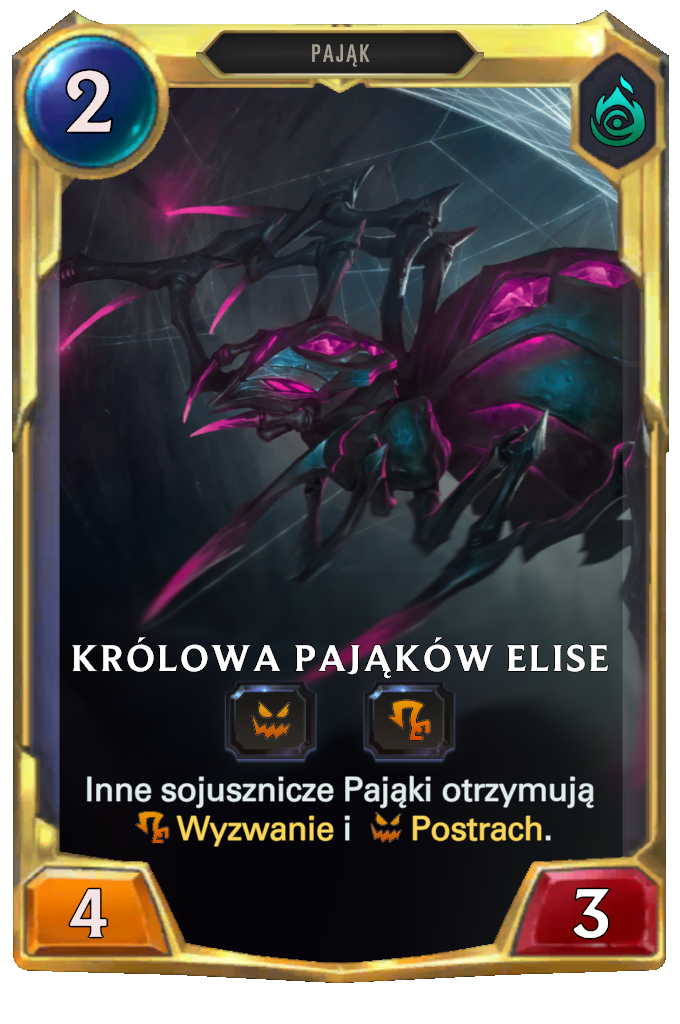 PAJĄK
2
KRÓLOWA PAJĄKÓW ELISE
Inne sojusznicze Pająki otrzymują
Wyzwanie i Postrach.
4
3